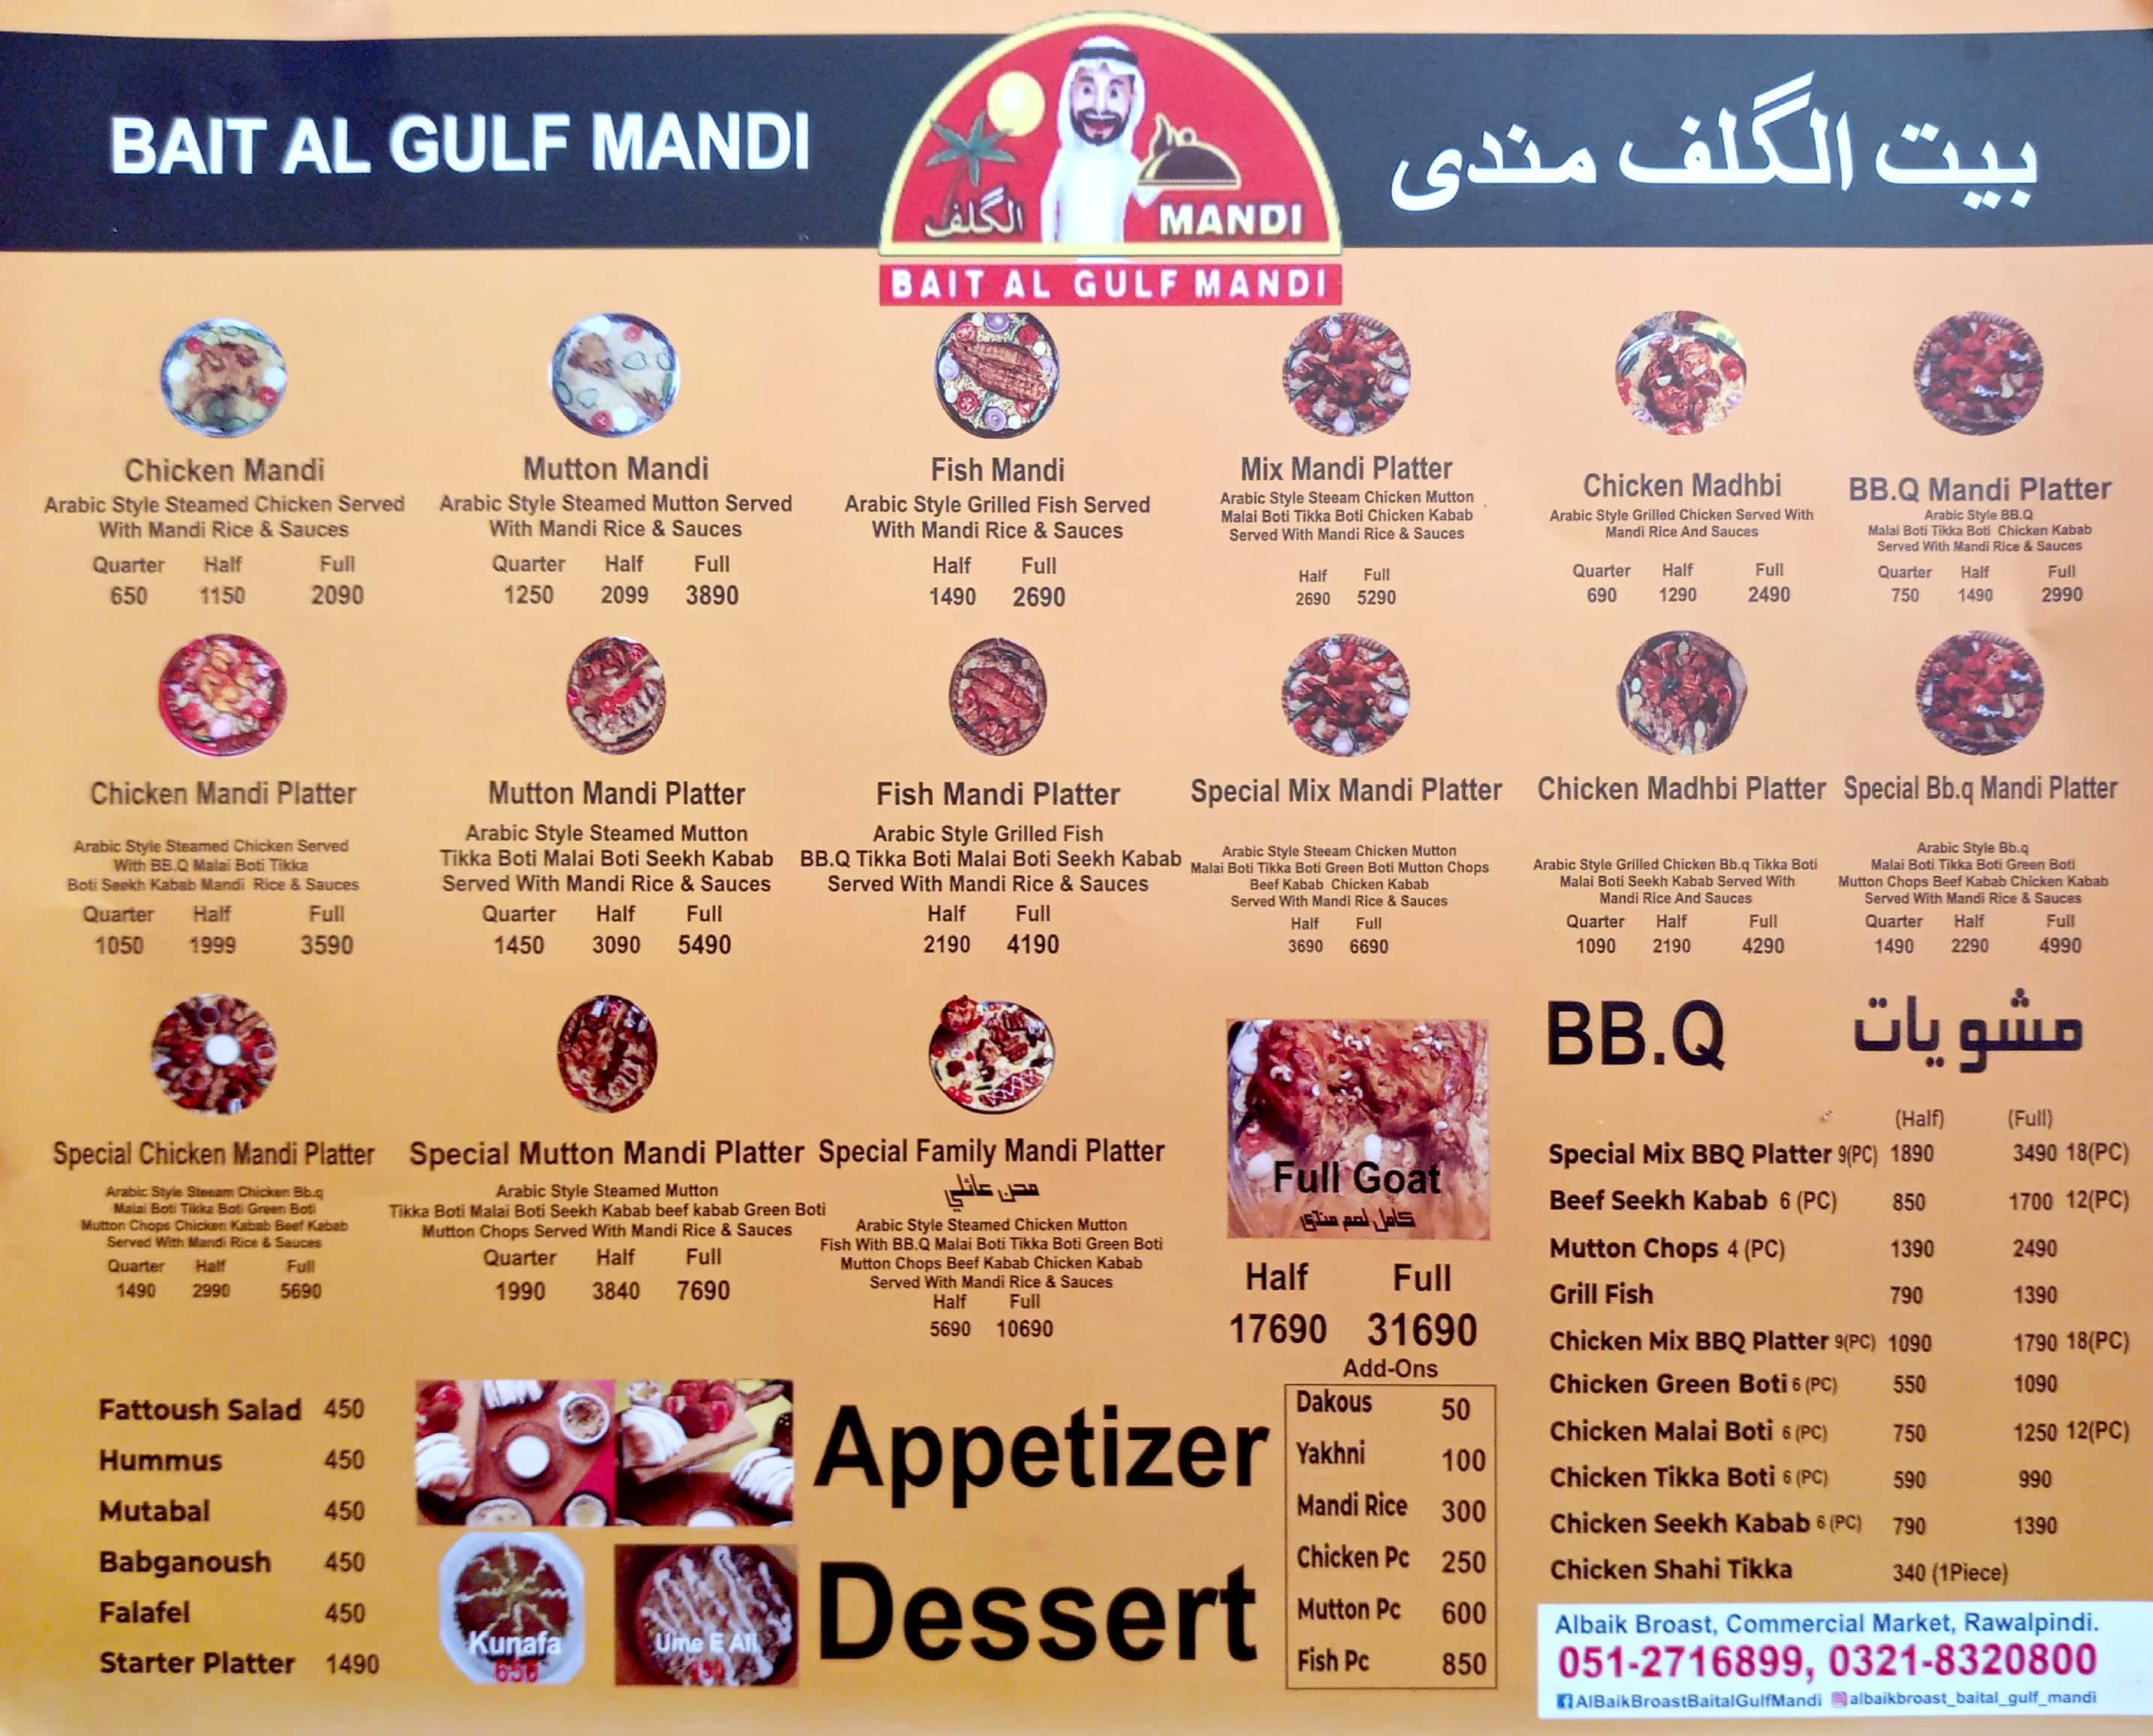 BAIT AL GULF MANDI
الگلف
MANDI
BAIT AL GULF MANDI
بيت الگلف مندی
Chicken Mandi
Arabic Style Steamed Chicken Served
With Mandi Rice & Sauces
Quarter Half Full
650 1150 2090
Mutton Mandi
Arabic Style Steamed Mutton Served
With Mandi Rice & Sauces
Quarter Half Full
1250 2099 3890
Fish Mandi
Arabic Style Grilled Fish Served
With Mandi Rice & Sauces
Half Full
1490 2690
Mix Mandi Platter
Arabic Style Steeam Chicken Mutton
Malai Boti Tikka Boti Chicken Kabab
Served With Mandi Rice & Sauces
Half Full
2690 5290
Chicken Madhbi
Arabic Style Grilled Chicken Served With
Mandi Rice And Sauces
Quarter Half Full
690 1290 2490
BB.Q Mandi Platter
Arabic Style BB.Q
Malai Boti Tikka Boti Chicken Kabab
Served With Mandi Rice & Sauces
Quarter Half Full
750 1490 2990
Chicken Mandi Platter
Arabic Style Steamed Chicken Served
With BB.Q Malai Boti Tikka
Boti Seekh Kabab Mandi Rice & Sauces
Quarter Half Full
1050 1999 3590
Mutton Mandi Platter
Arabic Style Steamed Mutton
Tikka Boti Malai Boti Seekh Kabab
Served With Mandi Rice & Sauces
Quarter Half Full
1450 3090 5490
Fish Mandi Platter
Arabic Style Grilled Fish
BB.Q Tikka Boti Malai Boti Seekh Kabab
Served With Mandi Rice & Sauces
Half Full
2190 4190
Special Mix Mandi Platter
Arabic Style Steeam Chicken Mutton
Malai Boti Tikka Boti Green Boti Mutton Chops
Beef Kabab Chicken Kabab
Served With Mandi Rice & Sauces
Half Full
3690 6690
Chicken Madhbi Platter
Arabic Style Grilled Chicken Bb.q Tikka Boti
Malai Boti Seekh Kabab Served With
Mandi Rice And Sauces
Quarter Half Full
1090 2190 4290
Special Bb.q Mandi Platter
Arabic Style Bb.q
Malai Boti Tikka Boti Green Boti
Mutton Chops Beef Kabab Chicken Kabab
Served With Mandi Rice & Sauces
Quarter Half Full
1490 2290 4990
Special Chicken Mandi Platter
Arabic Style Steeam Chicken Bb.q
Malai Boti Tikka Boti Green Boti
Mutton Chops Chicken Kabab Beef Kabab
Served With Mandi Rice & Sauces
Quarter Half Full
1490 2990 5690
Special Mutton Mandi Platter
Arabic Style Steamed Mutton
Tikka Boti Malai Boti Seekh Kabab beef kabab Green Boti
Mutton Chops Served With Mandi Rice & Sauces
Quarter Half Full
1990 3840 7690
Special Family Mandi Platter
صحن عائلي
Arabic Style Steamed Chicken Mutton
Fish With BB.Q Malai Boti Tikka Boti Green Boti
Mutton Chops Beef Kabab Chicken Kabab
Served With Mandi Rice & Sauces
Half Full
5690 10690
Full Goat
كامل
Half Full
17690 31690
BB.Q
مشويات
(Half) (Full)
Special Mix BBQ Platter 9(PC) 1890 3490 18(PC)
Beef Seekh Kabab 6 (PC) 850 1700 12(PC)
Mutton Chops 4 (PC) 1390 2490
Grill Fish 790 1390
Chicken Mix BBQ Platter 9(PC) 1090 1790 18(PC)
Chicken Green Boti 6 (PC) 550 1090
Chicken Malai Boti 6 (PC) 750 1250 12(PC)
Chicken Tikka Boti 6 (PC) 590 990
Chicken Seekh Kabab 6 (PC) 790 1390
Chicken Shahi Tikka 340 (1Piece)
Fattoush Salad 450
Hummus 450
Mutabal 450
Babganoush 450
Falafel 450
Starter Platter 1490
Appetizer
Dessert
Kunafa
650
Ume E Ali
Add-Ons
Dakous 50
Yakhni 100
Mandi Rice 300
Chicken Pc 250
Mutton Pc 600
Fish Pc 850
Albaik Broast, Commercial Market, Rawalpindi.
051-2716899, 0321-8320800
AlBaikBroastBaitalGulfMandi albaikbroast_baital_gulf_mandi